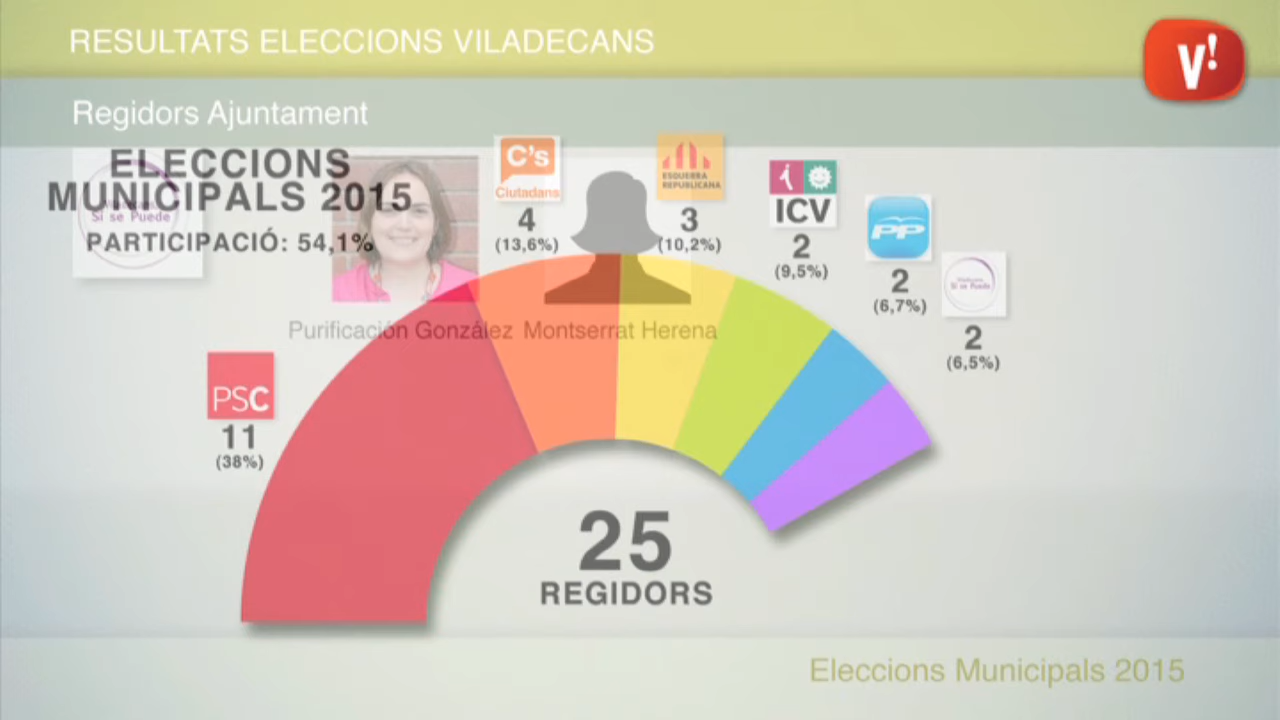 RESULTATS ELECCIONS VILADECANS
V!
Regidors Ajuntament
ELECCIONS
MUNICIPALS 2015
PARTICIPACIÓ: 54,1%
Sí se Puede
C's
Ciutadans
4
(13,6%)
ESQUERRA
REPUBLICANA
3
(10,2%)
ICV
2
(9,5%)
PP
2
(6,7%)
Sí se Puede
2
(6,5%)
Purificación González
Montserrat Herena
PSC
11
(38%)
25
REGIDORS
Eleccions Municipals 2015